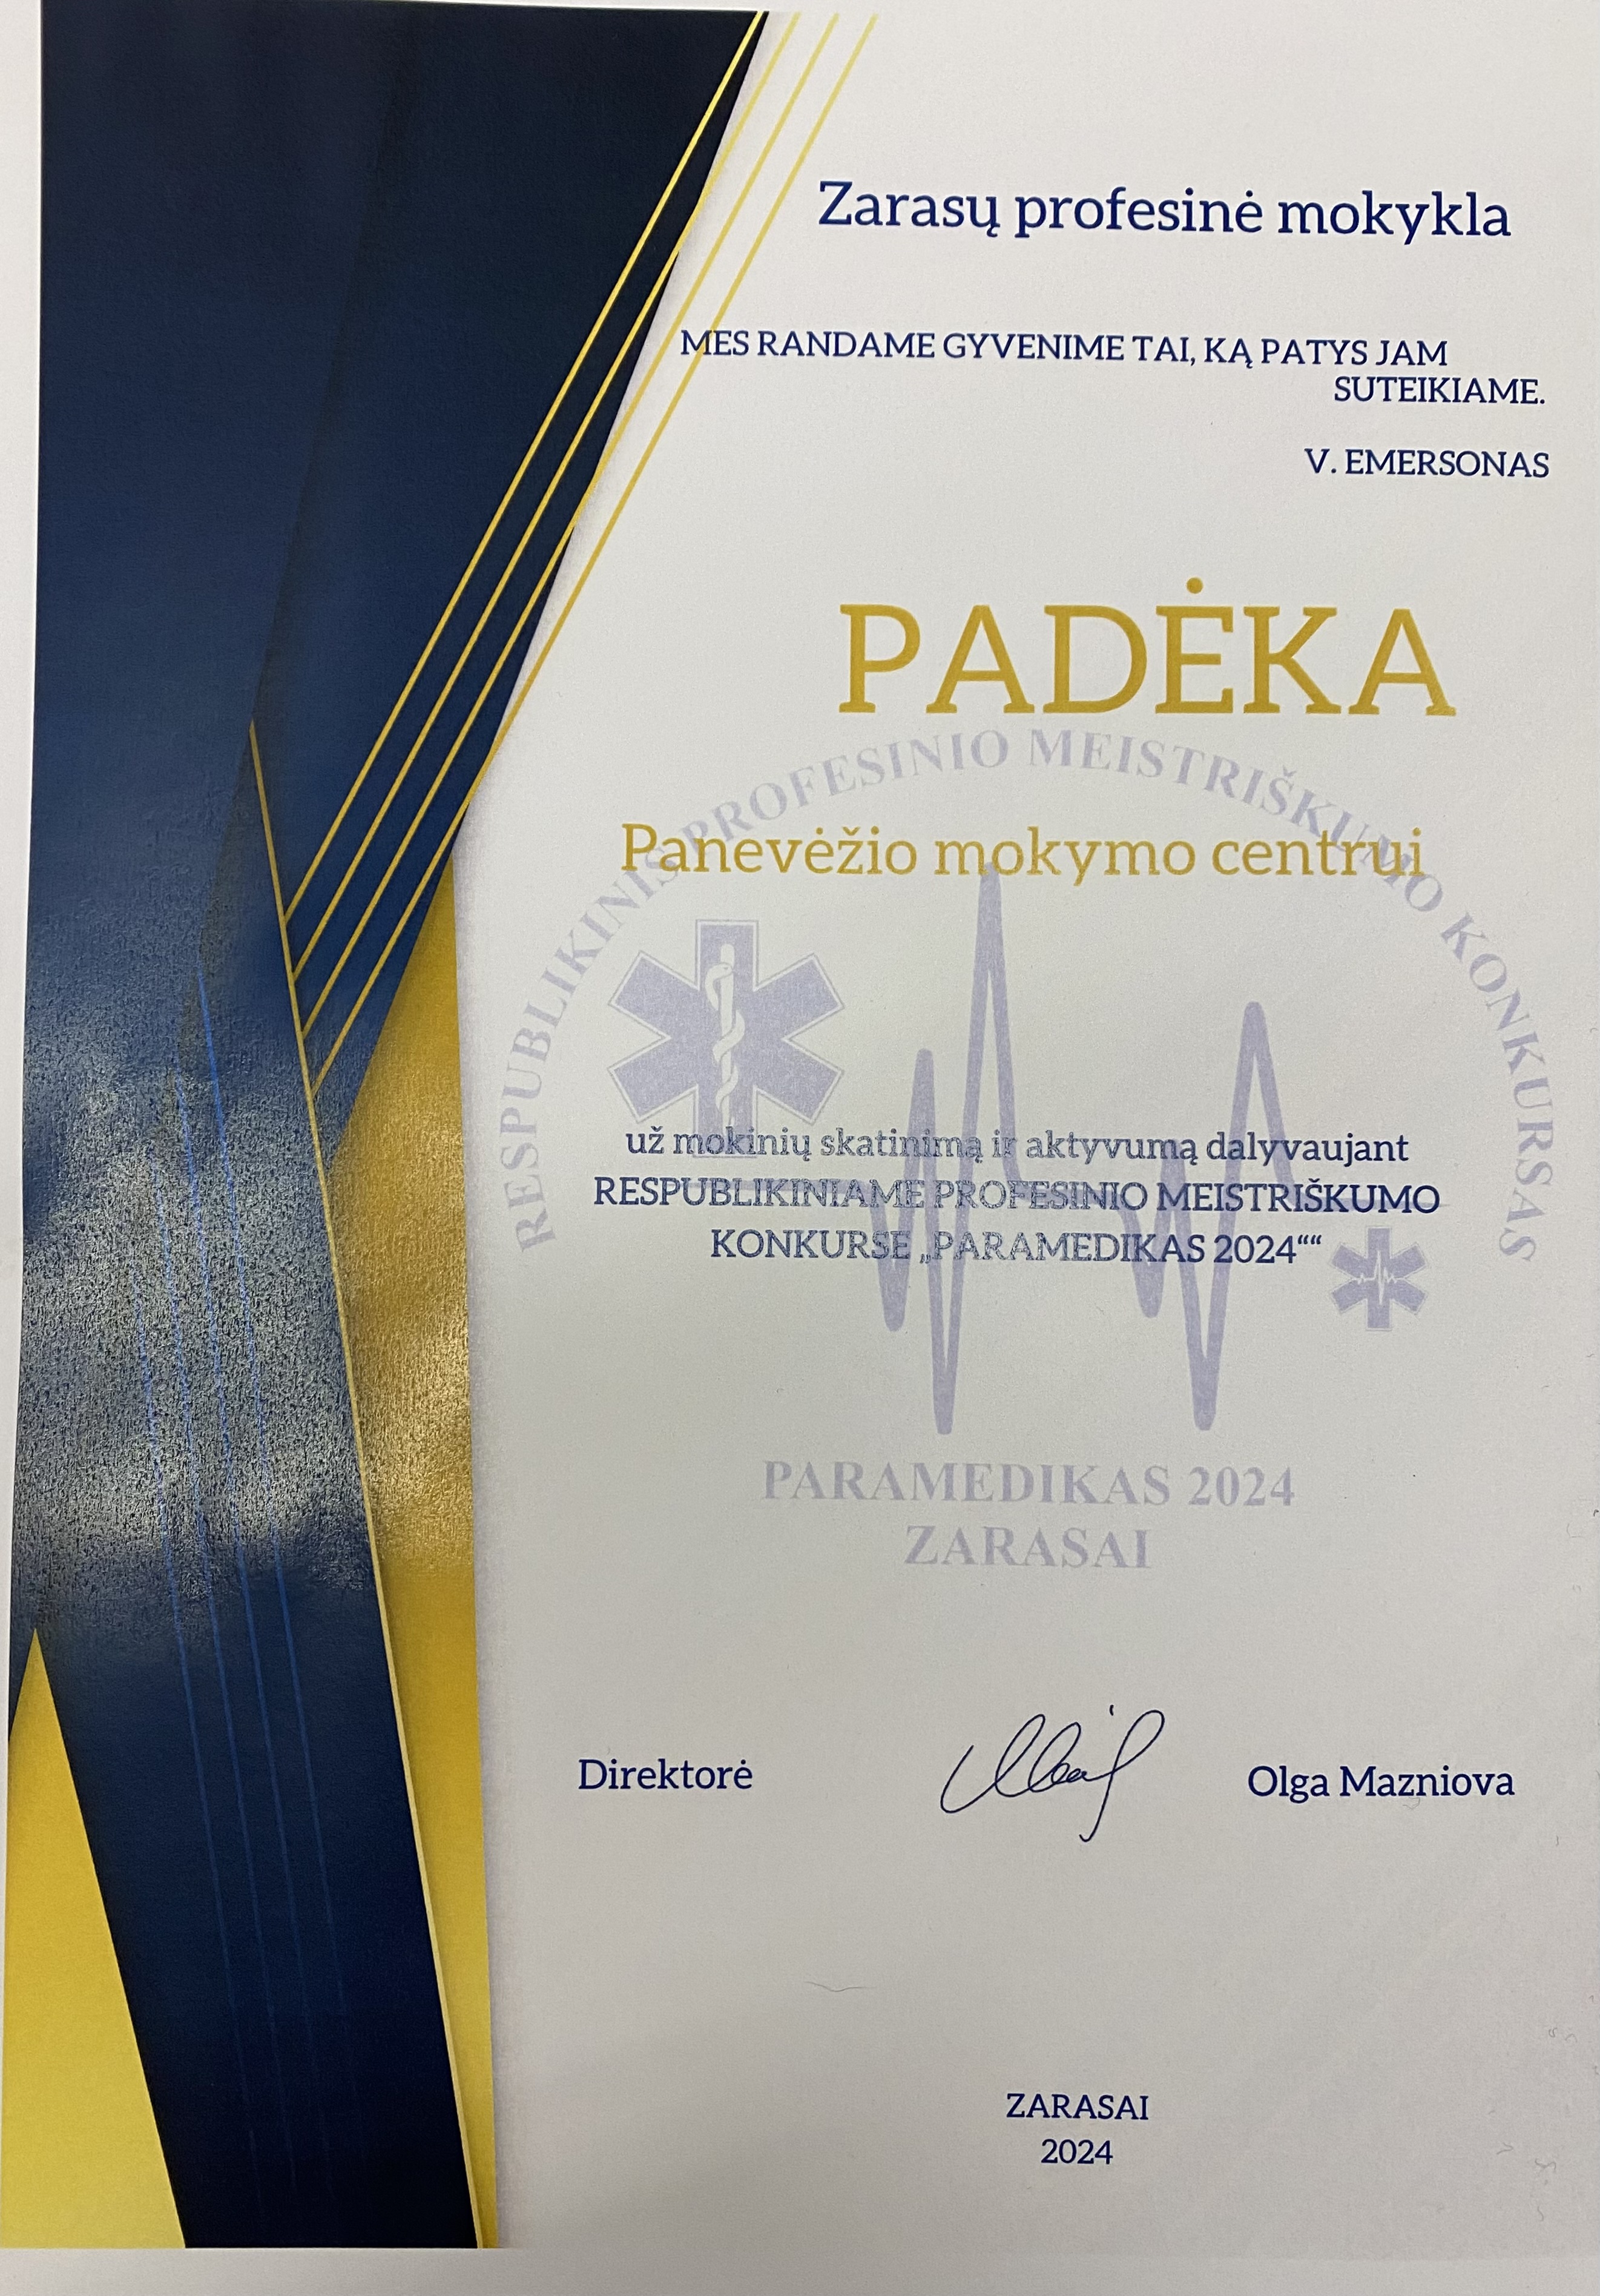 Zarasų profesinė mokykla
MES RANDAME GYVENIME TAI, KĄ PATYS JAM
SUTEIKIAME.
V. EMERSONAS
PADĖKA
RESPUBLIKINIS PROFESINIO MEISTRIŠKUMO KONKURSAS
Panevėžio mokymo centrui
už mokinių skatinimą ir aktyvumą dalyvaujant
RESPUBLIKINIAME PROFESINIO MEISTRIŠKUMO
KONKURSE „PARAMEDIKAS 2024““
PARAMEDIKAS 2024
ZARASAI
Direktorė Olga Mazniova
ZARASAI
2024